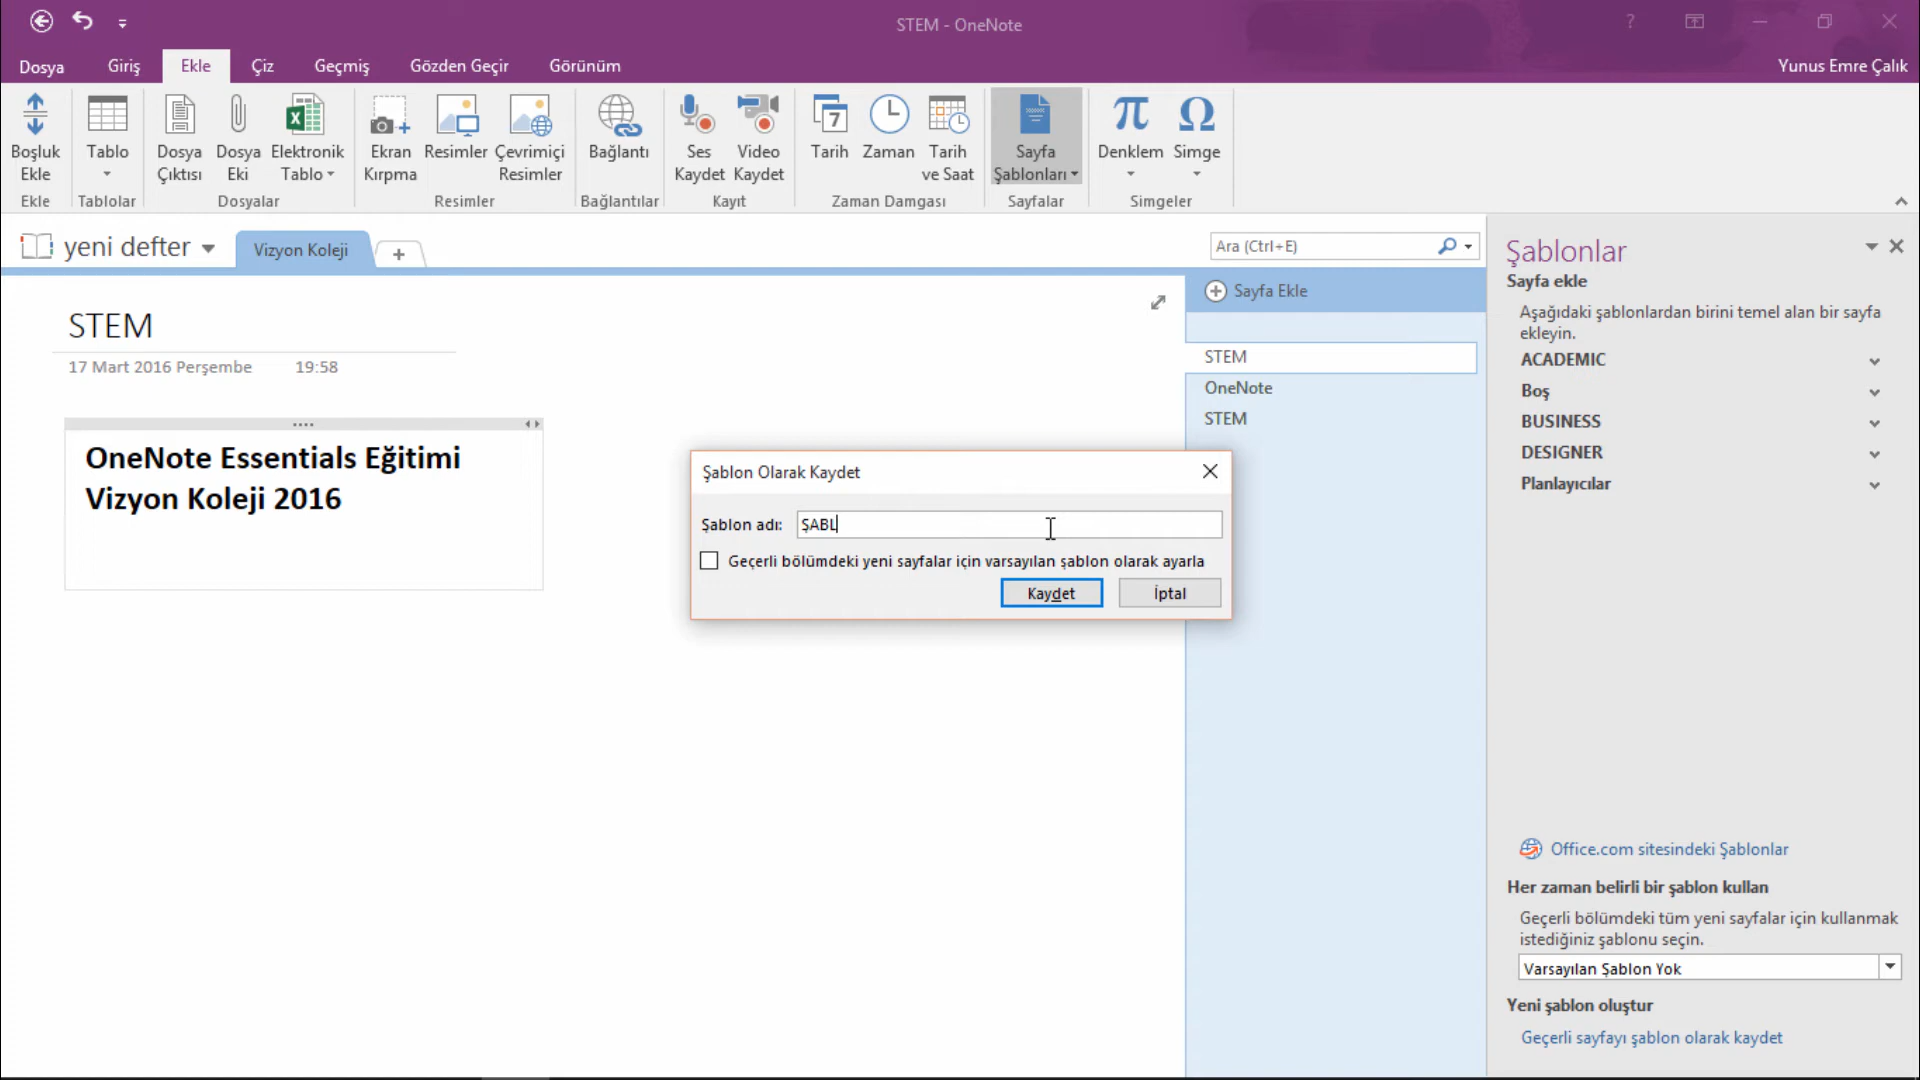 STEM - OneNote
?
Dosya
Giriş
Ekle
Çiz
Geçmiş
Gözden Geçir
Görünüm
Yunus Emre Çalık
Boşluk
Ekle
Tablo
Dosya
Çıktısı
Dosya
Eki
Elektronik
Tablo
Ekran
Kırpma
Resimler
Çevrimiçi
Resimler
Bağlantı
Ses
Kaydet
Video
Kaydet
7
Tarih
Zaman
Tarih
ve Saat
Sayfa
Şablonları
π
Denklem
Ω
Simge
Ekle
Tablolar
Dosyalar
Resimler
Bağlantılar
Kayıt
Zaman Damgası
Sayfalar
Simgeler
yeni defter
Vizyon Koleji
+
Ara (Ctrl+E)
STEM
17 Mart 2016 Perşembe 19:58
OneNote Essentials Eğitimi
Vizyon Koleji 2016
Sayfa Ekle
STEM
OneNote
STEM
Şablon Olarak Kaydet
Şablon adı: ŞABL
Geçerli bölümdeki yeni sayfalar için varsayılan şablon olarak ayarla
Kaydet
İptal
Şablonlar
Sayfa ekle
Aşağıdaki şablonlardan birini temel alan bir sayfa
ekleyin.
ACADEMIC
Boş
BUSINESS
DESIGNER
Planlayıcılar
Office.com sitesindeki Şablonlar
Her zaman belirli bir şablon kullan
Geçerli bölümdeki tüm yeni sayfalar için kullanmak
istediğiniz şablonu seçin.
Varsayılan Şablon Yok
Yeni şablon oluştur
Geçerli sayfayı şablon olarak kaydet